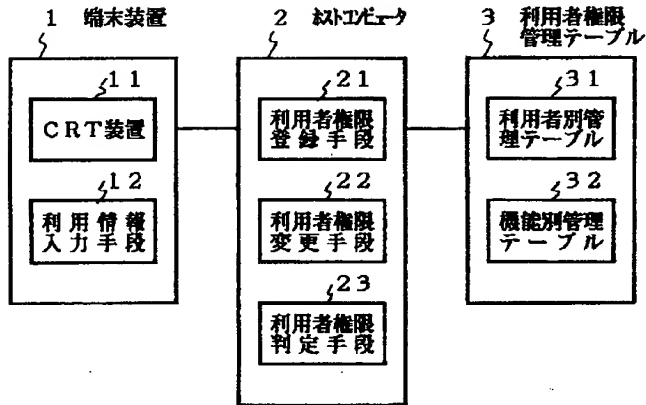 1 端末装置
11
CRT装置
12
利用情報
入力手段
2 ホストコンピュータ
21
利用者権限
登録手段
22
利用者権限
変更手段
23
利用者権限
判定手段
3 利用者権限
管理テーブル
31
利用者別管
理テーブル
32
機能別管理
テーブル